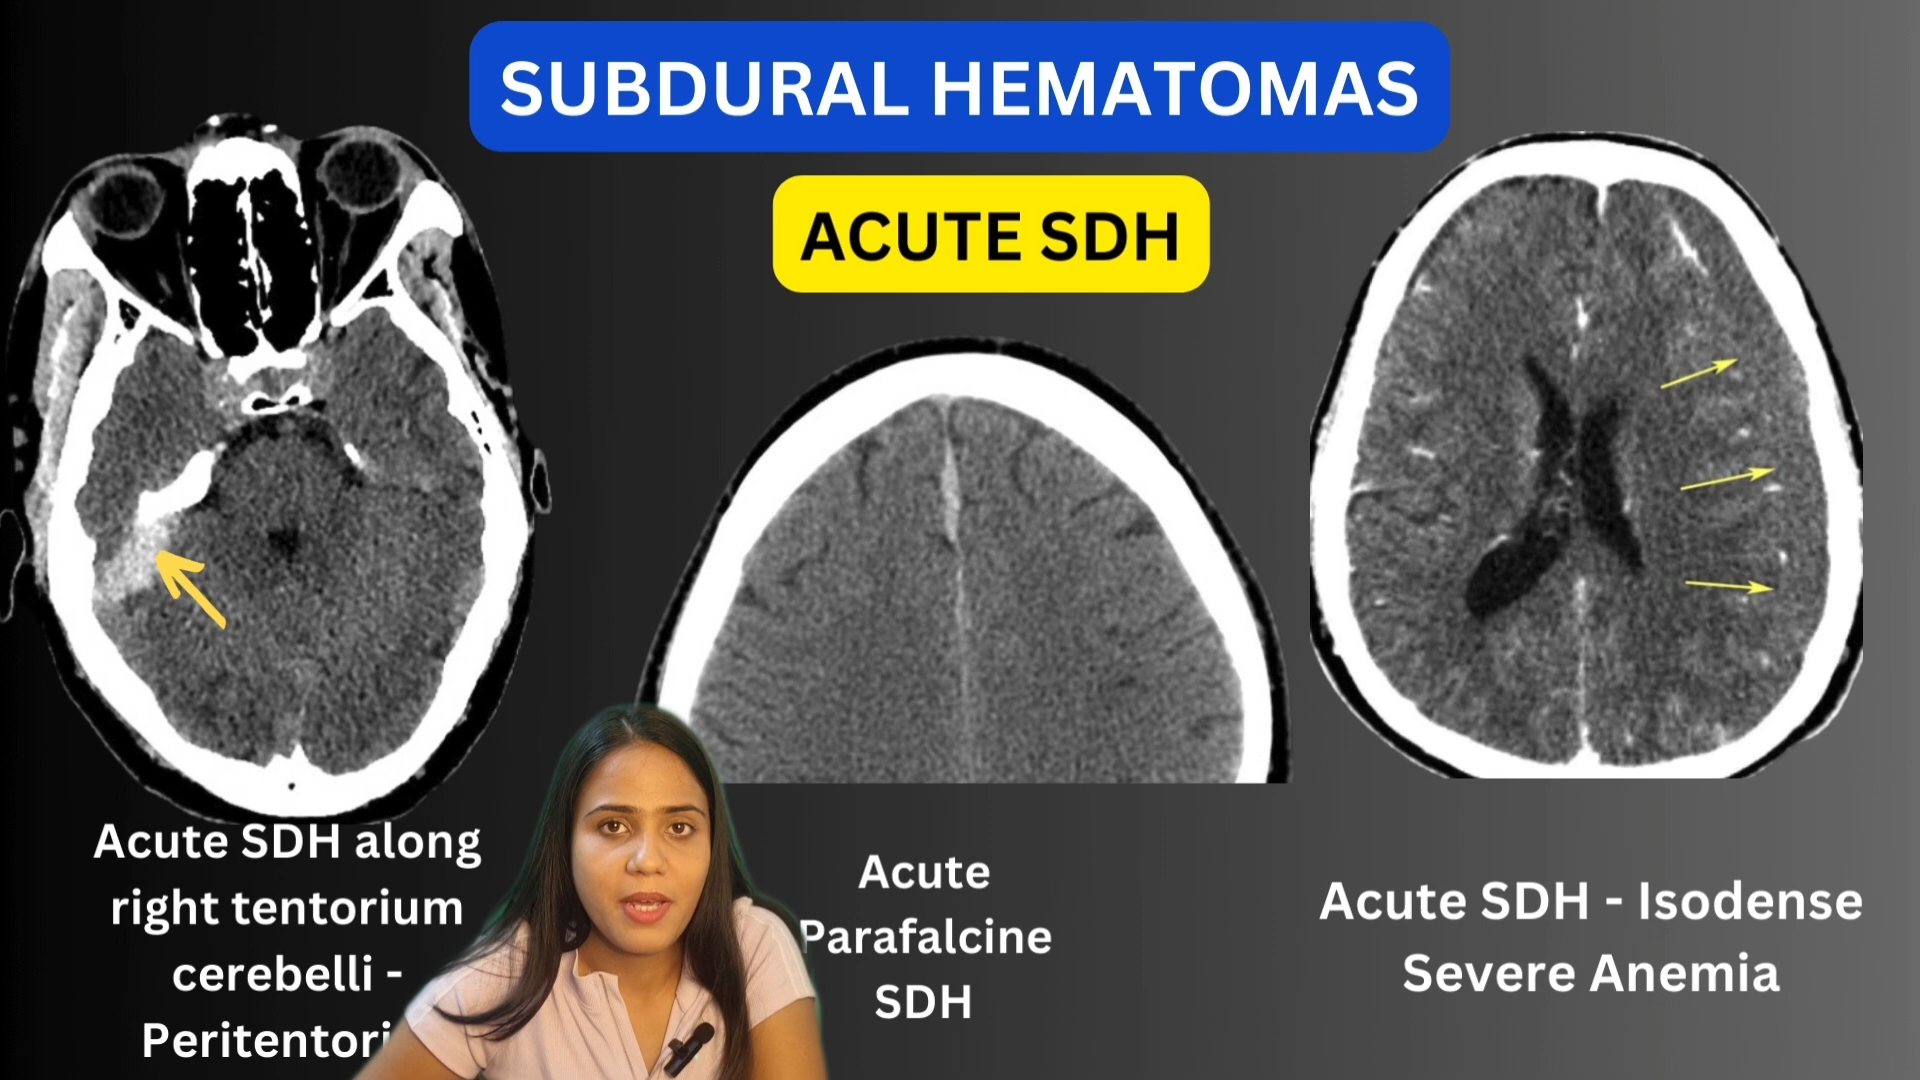 SUBDURAL HEMATOMAS
ACUTE SDH
Acute SDH along
right tentorium
cerebelli -
Acute
Parafalcine
SDH
Acute SDH - Isodense
Severe Anemia